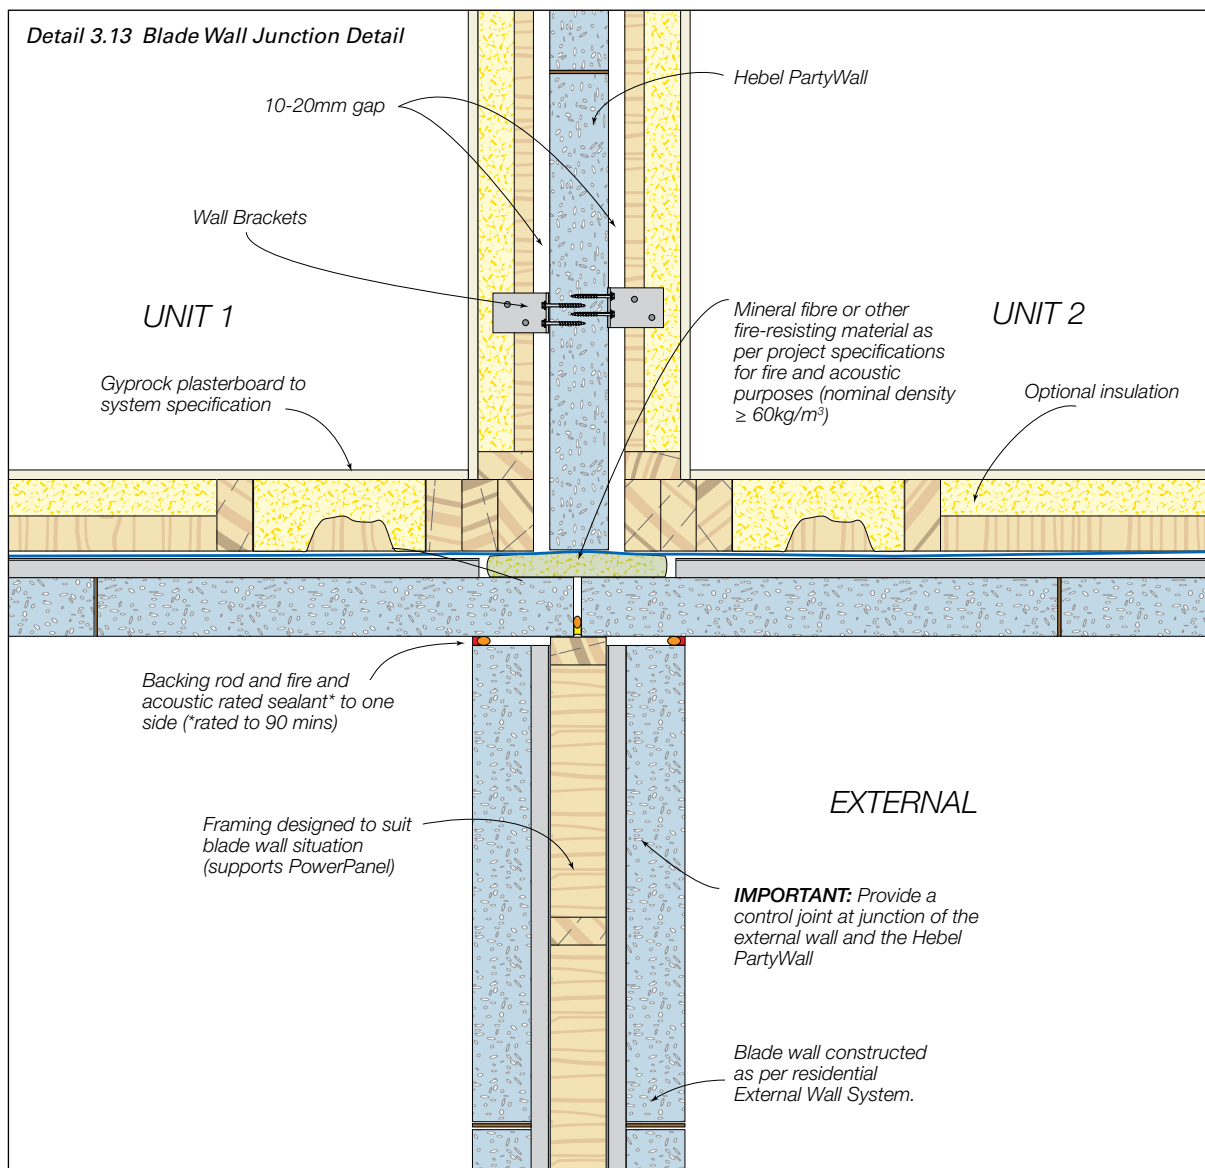 Detail 3.13 Blade Wall Junction Detail
Hebel PartyWall
10-20mm gap
Wall Brackets
UNIT 1
Mineral fibre or other
fire-resisting material as
per project specifications
for fire and acoustic
purposes (nominal density
≥ 60kg/m³)
UNIT 2
Gyprock plasterboard to
system specification
Optional insulation
Backing rod and fire and
acoustic rated sealant* to one
side (*rated to 90 mins)
EXTERNAL
Framing designed to suit
blade wall situation
(supports PowerPanel)
IMPORTANT: Provide a
control joint at junction of the
external wall and the Hebel
PartyWall
Blade wall constructed
as per residential
External Wall System.